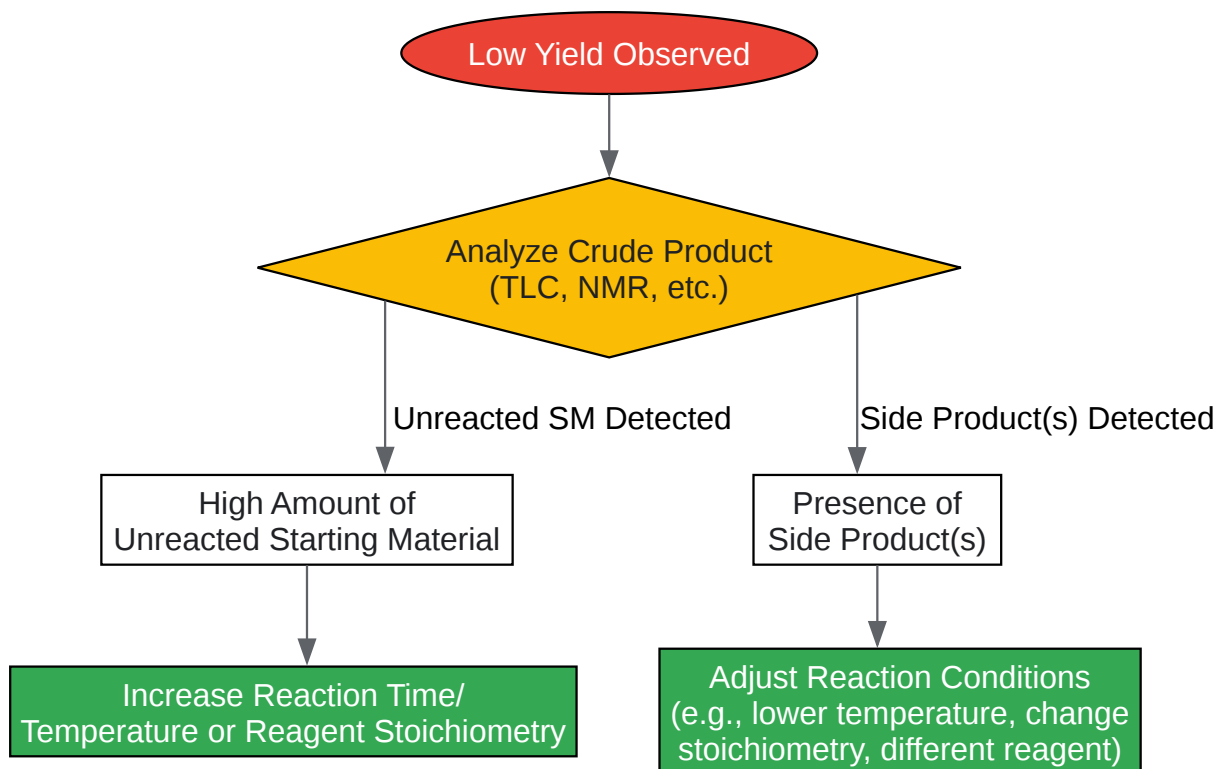 Low Yield Observed
Analyze Crude Product
(TLC, NMR, etc.)
Unreacted SM Detected
Side Product(s) Detected
High Amount of
Unreacted Starting Material
Presence of
Side Product(s)
Increase Reaction Time/
Temperature or Reagent Stoichiometry
Adjust Reaction Conditions
(e.g., lower temperature, change
stoichiometry, different reagent)